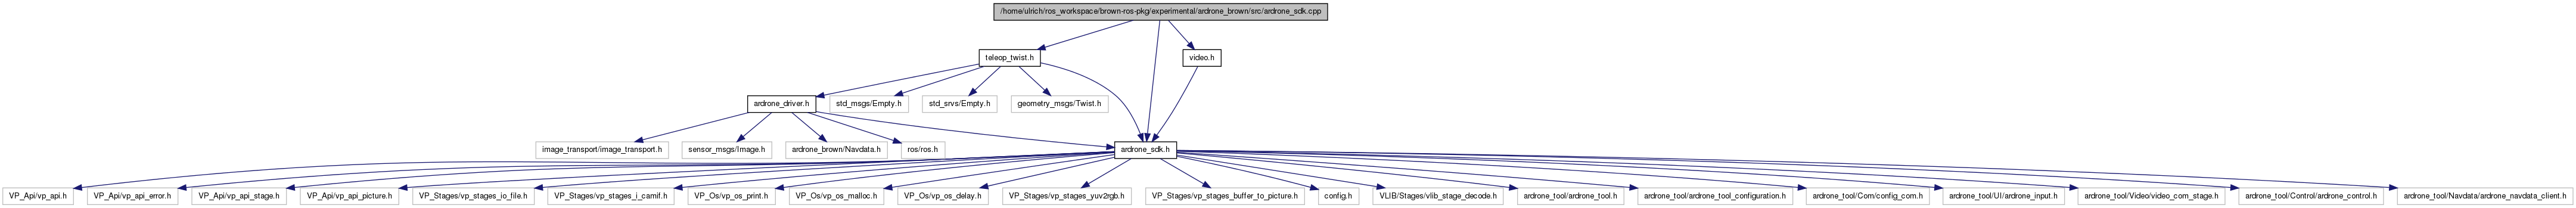 /home/ulrich/ros_workspace/brown-ros-pkg/experimental/ardrone_brown/src/ardrone_sdk.cpp
teleop_twist.h
video.h
ardrone_driver.h
std_msgs/Empty.h
std_srvs/Empty.h
geometry_msgs/Twist.h
image_transport/image_transport.h
sensor_msgs/Image.h
ardrone_brown/Navdata.h
ros/ros.h
ardrone_sdk.h
VP_Api/vp_api.h
VP_Api/vp_api_error.h
VP_Api/vp_api_stage.h
VP_Api/vp_api_picture.h
VP_Stages/vp_stages_io_file.h
VP_Stages/vp_stages_i_camif.h
VP_Os/vp_os_print.h
VP_Os/vp_os_malloc.h
VP_Os/vp_os_delay.h
VP_Stages/vp_stages_yuv2rgb.h
VP_Stages/vp_stages_buffer_to_picture.h
config.h
VLIB/Stages/vlib_stage_decode.h
ardrone_tool/ardrone_tool.h
ardrone_tool/ardrone_tool_configuration.h
ardrone_tool/Com/config_com.h
ardrone_tool/UI/ardrone_input.h
ardrone_tool/Video/video_com_stage.h
ardrone_tool/Control/ardrone_control.h
ardrone_tool/Navdata/ardrone_navdata_client.h